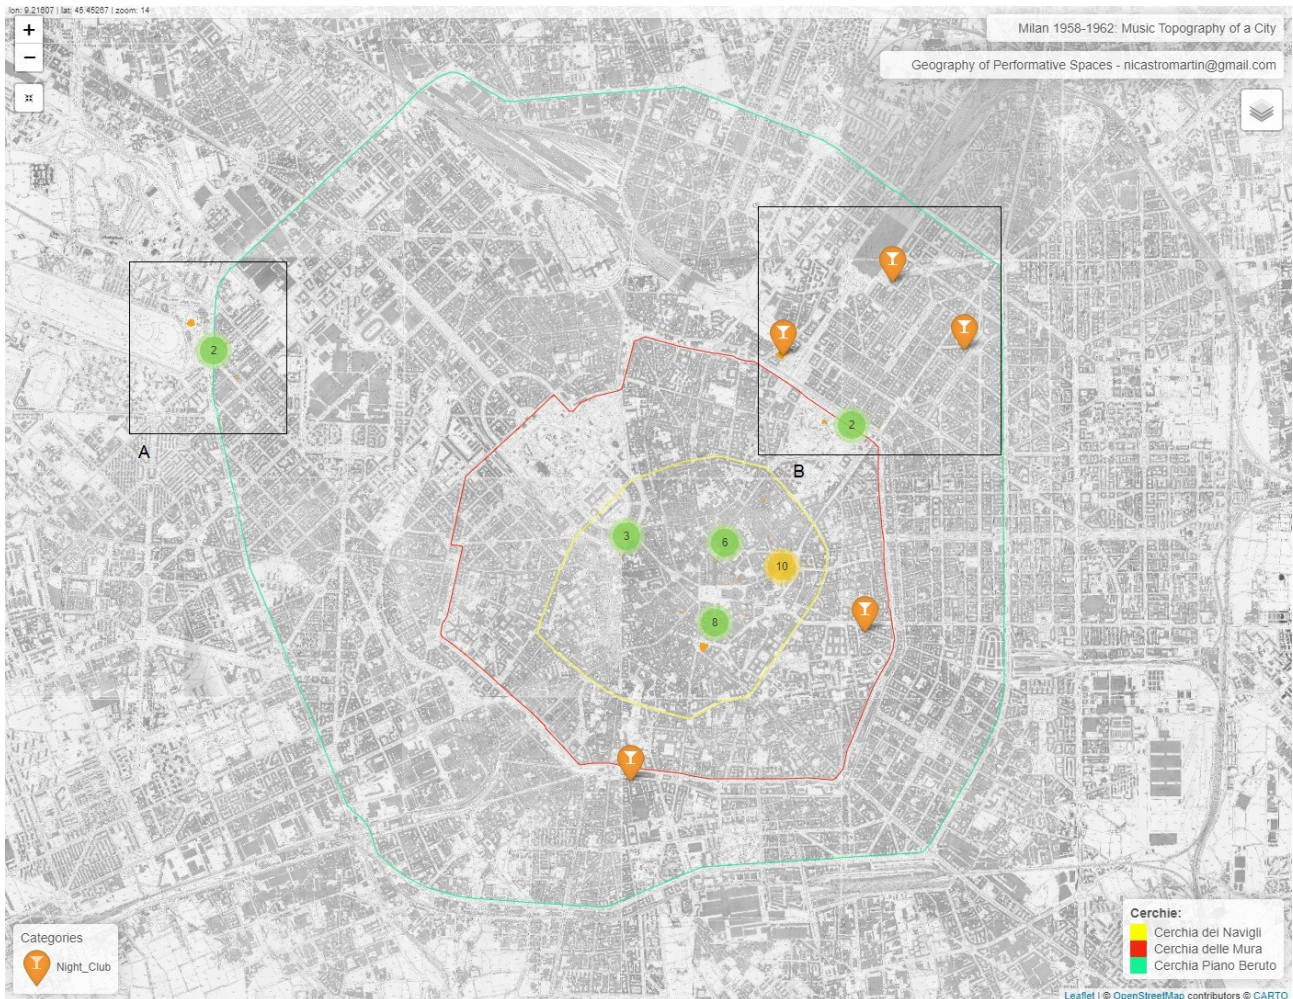 lon: 9.21607 | lat: 45.45267 | zoom: 14
+
−
Milan 1958-1962: Music Topography of a City
Geography of Performative Spaces - nicastromartin@gmail.com
2
A
2
B
3
6
10
8
Categories
Night_Club
Cerchie:
Cerchia dei Navigli
Cerchia delle Mura
Cerchia Piano Beruto
Leaflet | © OpenStreetMap contributors © CARTO